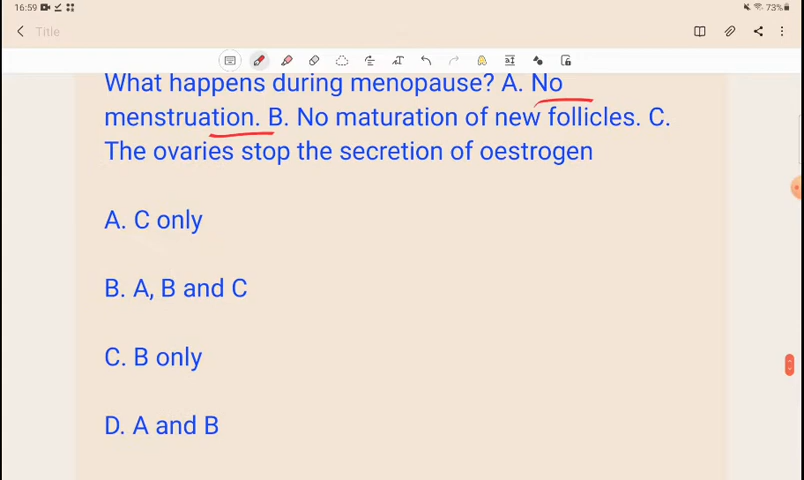 16:59
73%
Title
What happens during menopause? A. No
menstruation. B. No maturation of new follicles. C.
The ovaries stop the secretion of oestrogen
A. C only
B. A, B and C
C. B only
D. A and B